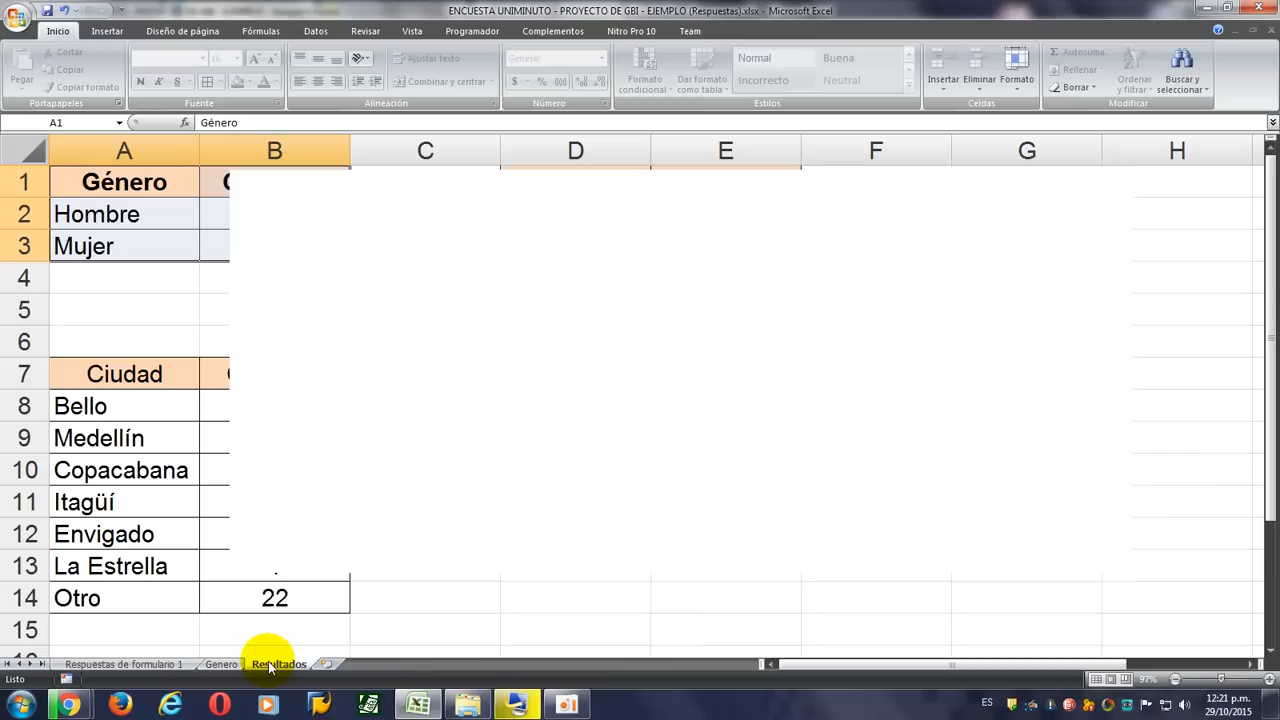 ENCUESTA UNIMINUTO - PROYECTO DE GBI - EJEMPLO (Respuestas).xlsx - Microsoft Excel
Inicio Insertar Diseño de página Fórmulas Datos Revisar Vista Programador Complementos Nitro Pro 10 Team
Pegar
Cortar
Copiar
Copiar formato
N K S
Ajustar texto
Combinar y centrar
General
$ % 000
Formato condicional
Dar formato como tabla
Normal Buena
Incorrecto Neutral
Insertar Eliminar Formato
Autosuma
Rellenar
Borrar
Ordenar y filtrar
Buscar y seleccionar
Portapapeles Fuente Alineación Número Estilos Celdas Modificar
A1 fx Género
A B C D E F G H
1 Género
2 Hombre
3 Mujer
4
5
6
7 Ciudad
8 Bello
9 Medellín
10 Copacabana
11 Itagüí
12 Envigado
13 La Estrella
14 Otro 22
15
Respuestas de formulario 1 Genero Resultados
Listo 97%
ES 12:21 p.m.
29/10/2015